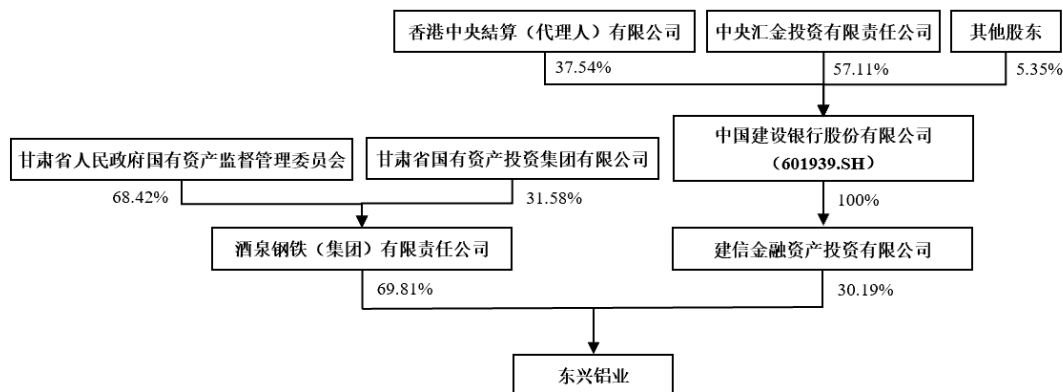 香港中央結算（代理人）有限公司
中央汇金投资有限责任公司
其他股东
37.54%
57.11%
5.35%
甘肃省人民政府国有资产监督管理委员会
甘肃省国有资产投资集团有限公司
中国建设银行股份有限公司
（601939.SH）
68.42%
31.58%
100%
酒泉钢铁（集团）有限责任公司
建信金融资产投资有限公司
69.81%
30.19%
东兴铝业